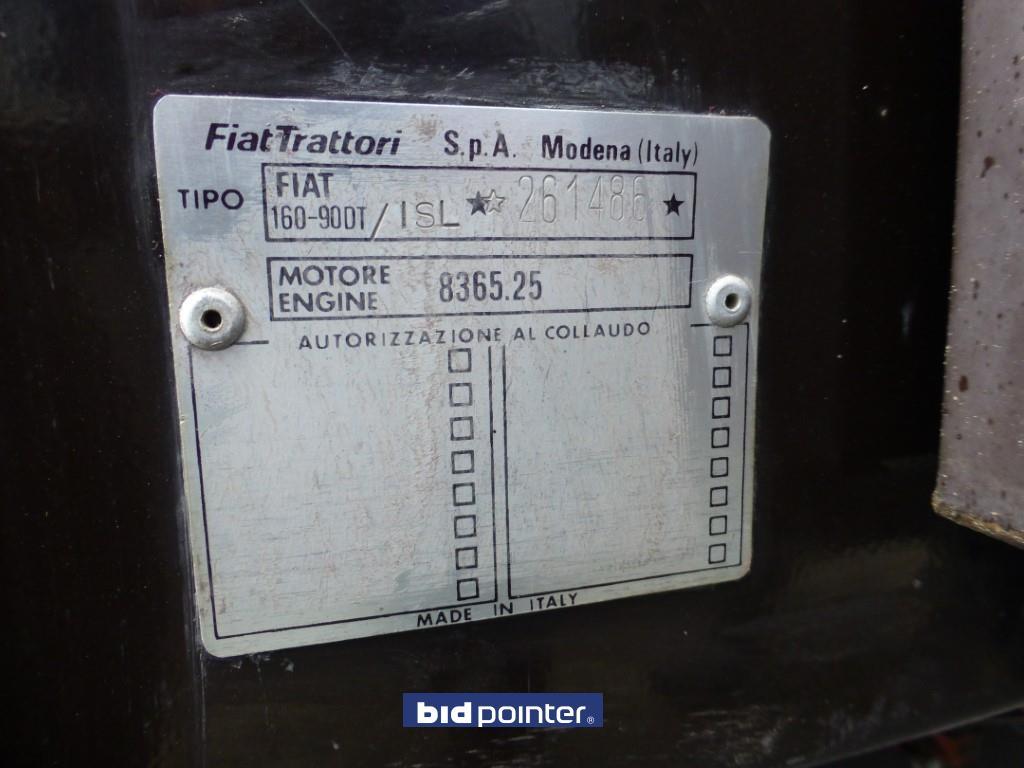 FiatTrattori S.p.A. Modena (Italy)
TIPO FIAT
160-90DT /ISL ★☆ 261486 ★
MOTORE
ENGINE 8365.25
AUTORIZZAZIONE AL COLLAUDO
MADE IN ITALY
bidpointer®